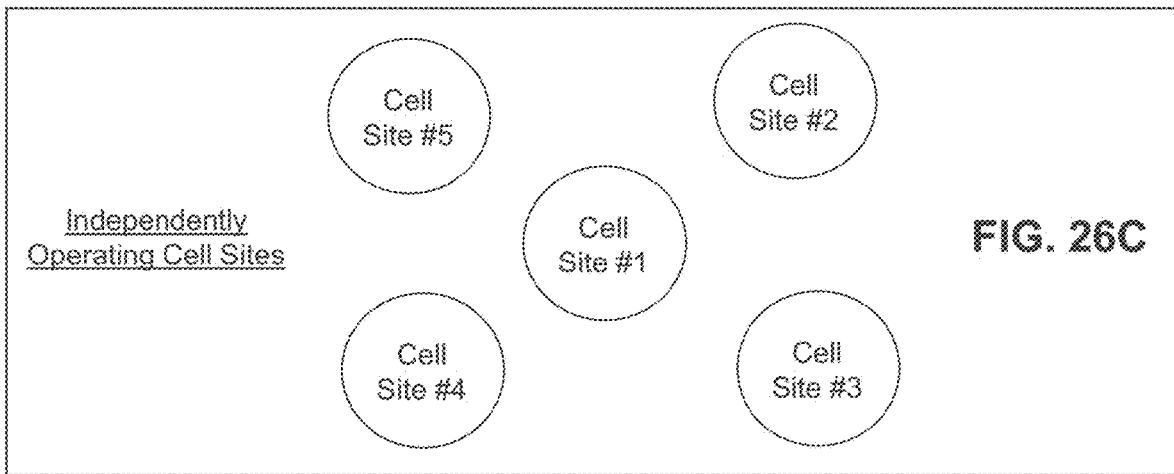 Cell
Site #5
Cell
Site #2
Independently
Operating Cell Sites
Cell
Site #1
FIG. 26C
Cell
Site #4
Cell
Site #3